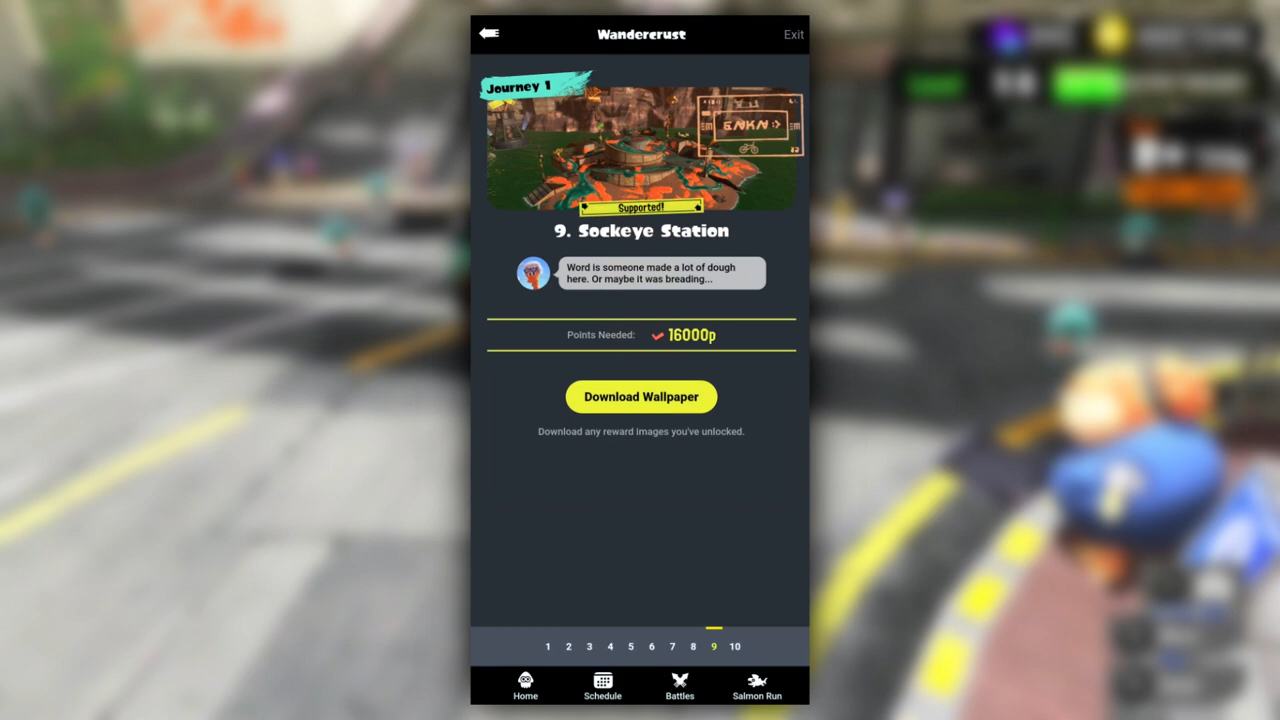 Wandercrust
Exit
Journey 1
Supported!
9. Sockeye Station
Word is someone made a lot of dough
here. Or maybe it was breading...
Points Needed: 16000p
Download Wallpaper
Download any reward images you've unlocked.
1 2 3 4 5 6 7 8 9 10
Home Schedule Battles Salmon Run